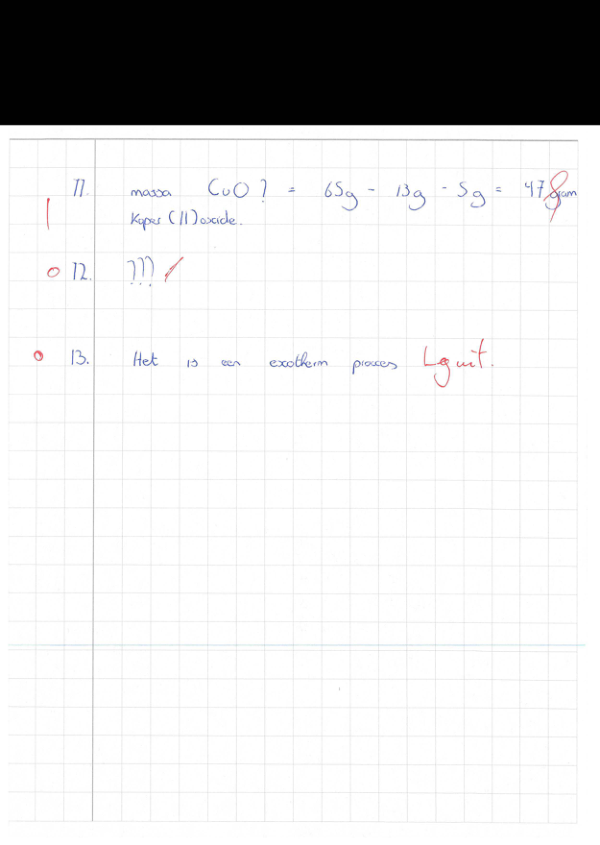 11. massa CuO? = 65g - 13g - 5g = 47 gram
| Koper (II) oxide.
0 12. ???
0 13. Het is een exotherm proces Leg uit.